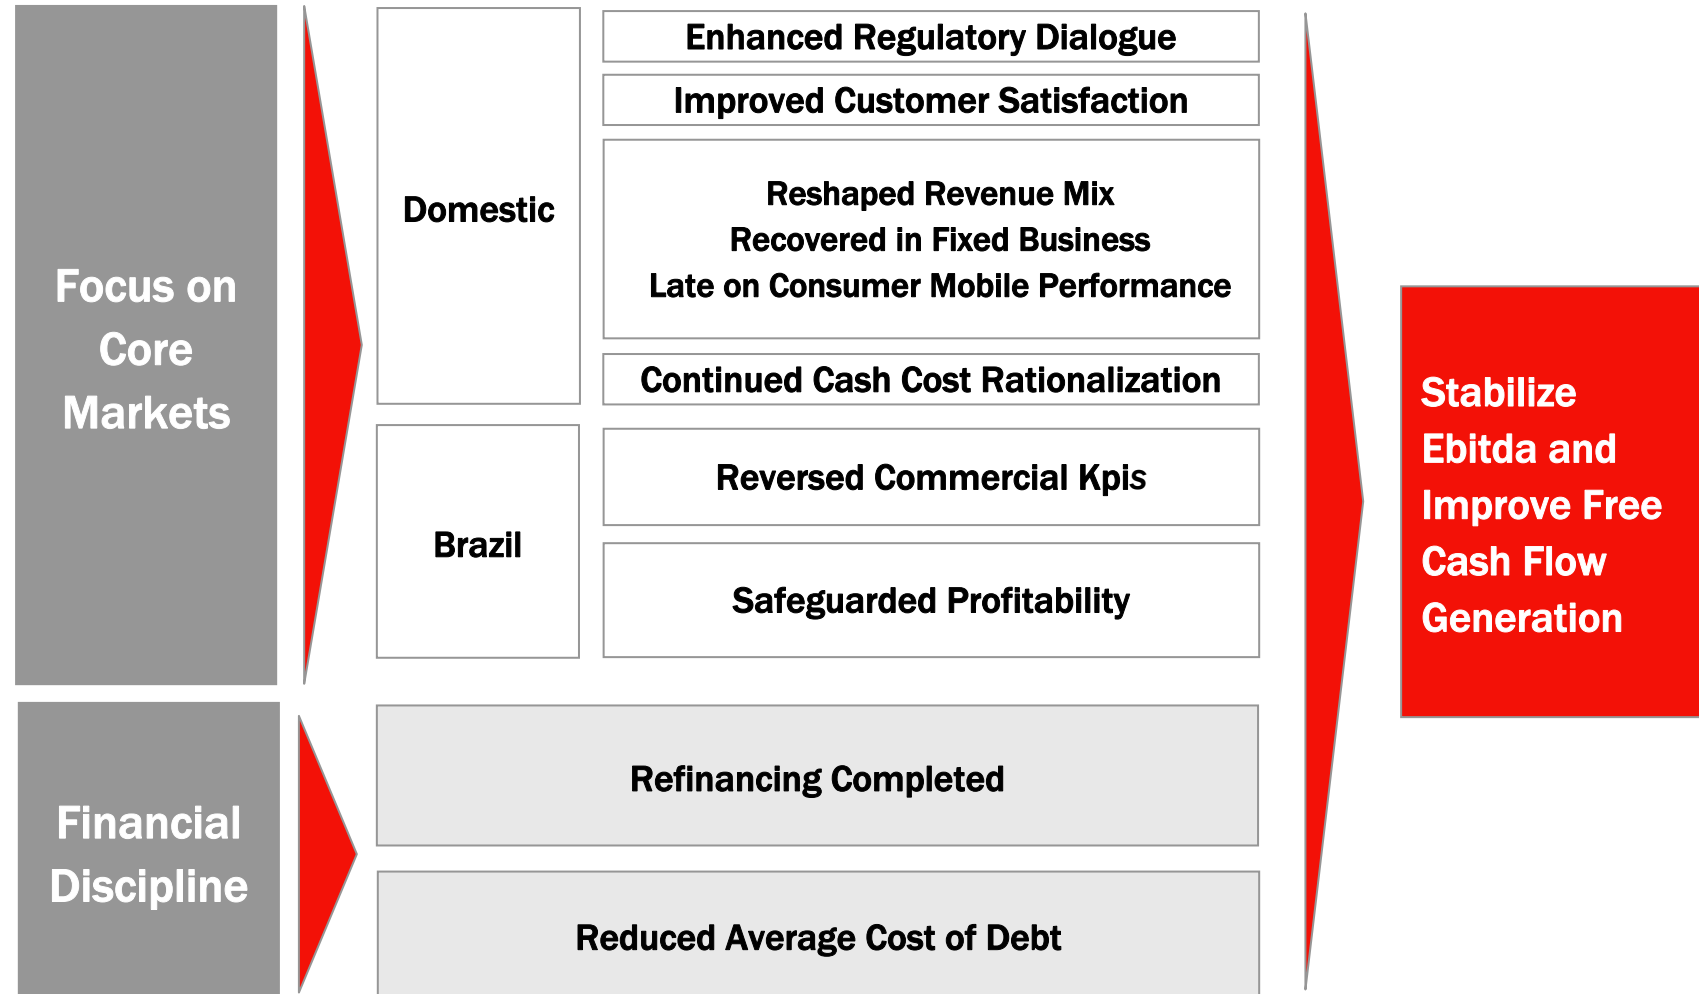 Focus on
Core
Markets
Domestic
Enhanced Regulatory Dialogue
Improved Customer Satisfaction
Reshaped Revenue Mix
Recovered in Fixed Business
Late on Consumer Mobile Performance
Continued Cash Cost Rationalization
Brazil
Reversed Commercial Kpis
Safeguarded Profitability
Financial
Discipline
Refinancing Completed
Reduced Average Cost of Debt
Stabilize
Ebitda and
Improve Free
Cash Flow
Generation